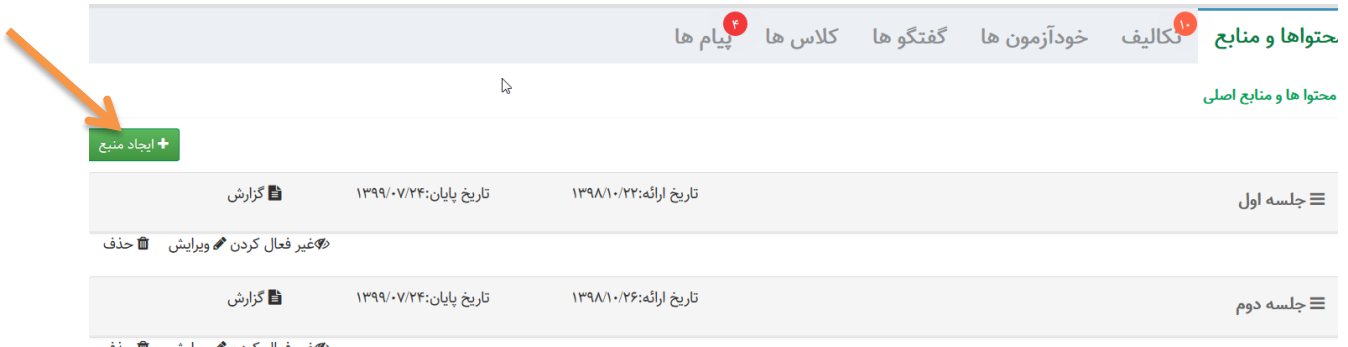 محتواها و منابع ۱۰ تکالیف خودآزمون ها گفتگو ها کلاس ها ۴ پیام ها
محتوا ها و منابع اصلی
ایجاد منبع
جلسه اول تاریخ ارائه:۱۳۹۸/۱۰/۲۲ تاریخ پایان:۱۳۹۹/۰۷/۲۴ گزارش
غیر فعال کردن ویرایش حذف
جلسه دوم تاریخ ارائه:۱۳۹۸/۱۰/۲۶ تاریخ پایان:۱۳۹۹/۰۷/۲۴ گزارش